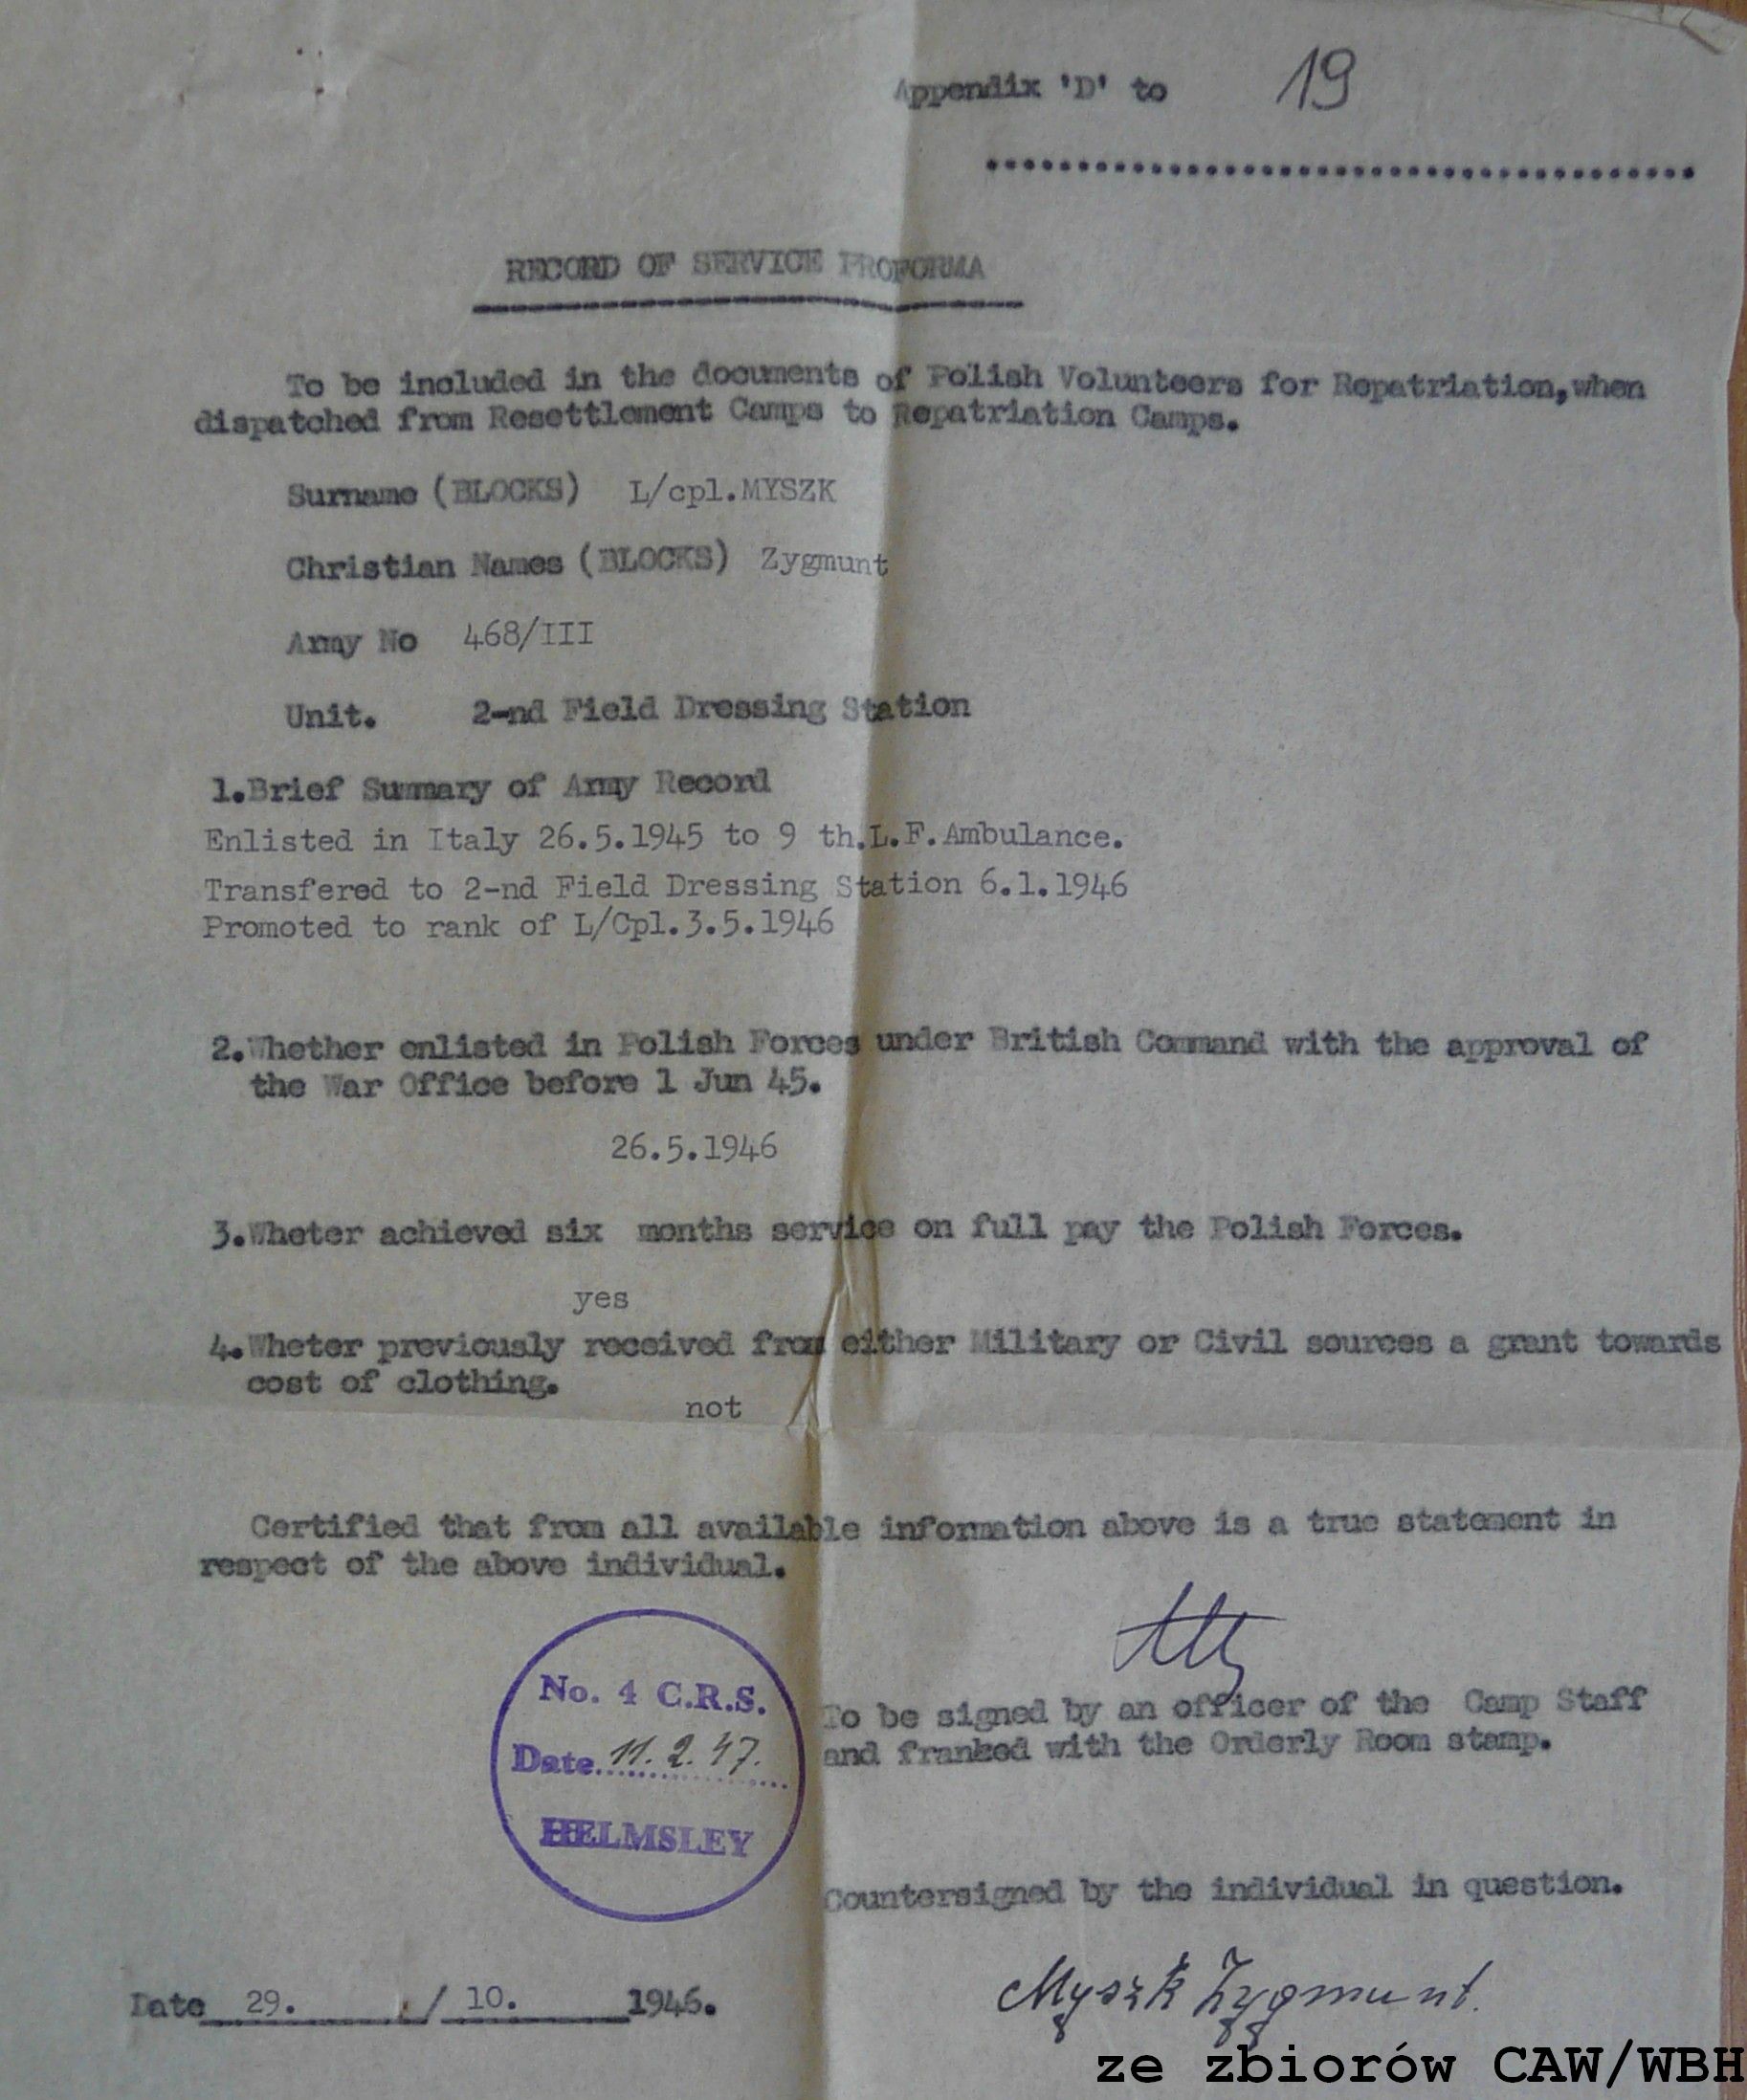 Appendix 'D' to 19
RECORD OF SERVICE PROFORMA
To be included in the documents of Polish Volunteers for Repatriation,when
dispatched from Resettlement Camps to Repatriation Camps.
Surname (BLOCKS) L/cpl.MYSZK
Christian Names (BLOCKS) Zygmunt
Army No 468/III
Unit. 2-nd Field Dressing Station
1.Brief Summary of Army Record
Enlisted in Italy 26.5.1945 to 9 th.L.F.Ambulance.
Transfered to 2-nd Field Dressing Station 6.1.1946
Promoted to rank of L/Cpl.3.5.1946
2.Whether enlisted in Polish Forces under British Command with the approval of
the War Office before 1 Jun 45.
26.5.1946
3.Wheter achieved six months service on full pay the Polish Forces.
yes
4.Wheter previously received from either Military or Civil sources a grant towards
cost of clothing.
not
Certified that from all available information above is a true statement in
respect of the above individual.
No. 4 C.R.S.
Date 11.2.47.
HELMSLEY
To be signed by an officer of the Camp Staff
and franked with the Orderly Room stamp.
Countersigned by the individual in question.
Myszk Zygmunt.
Date 29. / 10. 1946.
ze zbiorów CAW/WBH